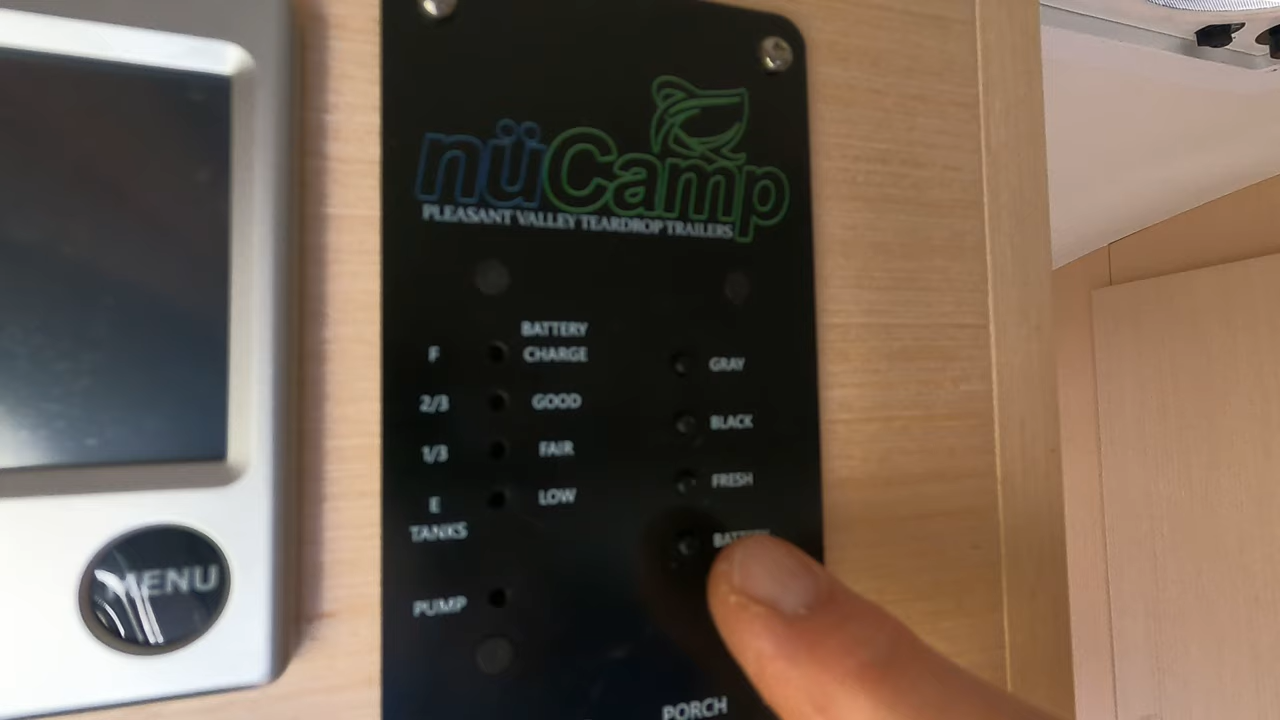 nüCamp
PLEASANT VALLEY TEARDROP TRAILERS
BATTERY
F CHARGE GRAY
2/3 GOOD BLACK
1/3 FAIR FRESH
E LOW BATTERY
TANKS
PUMP
PORCH
MENU